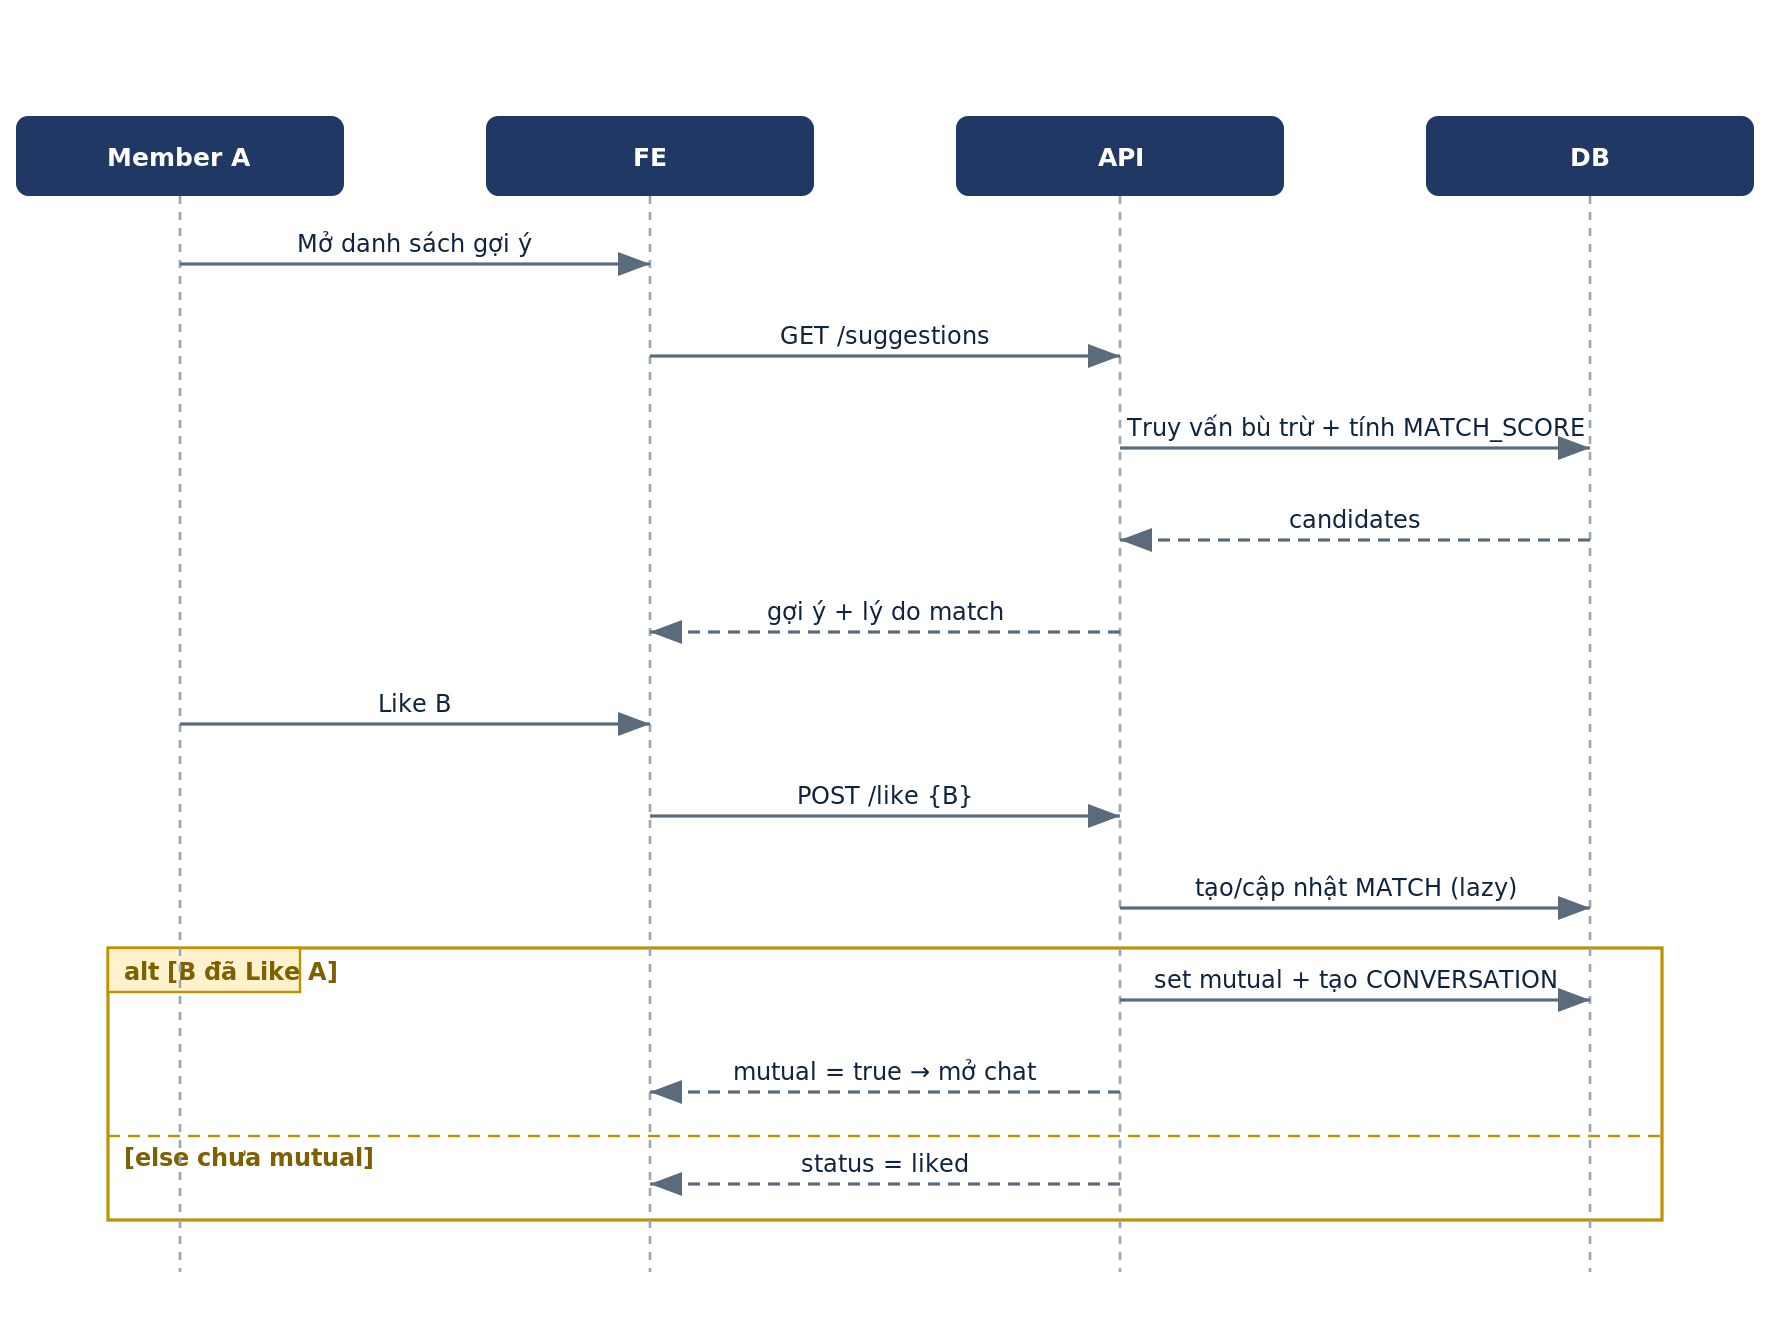 Member A
FE
API
DB
Mở danh sách gợi ý
GET /suggestions
Truy vấn bù trừ + tính MATCH_SCORE
candidates
gợi ý + lý do match
Like B
POST /like {B}
tạo/cập nhật MATCH (lazy)
alt [B đã Like A]
set mutual + tạo CONVERSATION
mutual = true → mở chat
[else chưa mutual]
status = liked